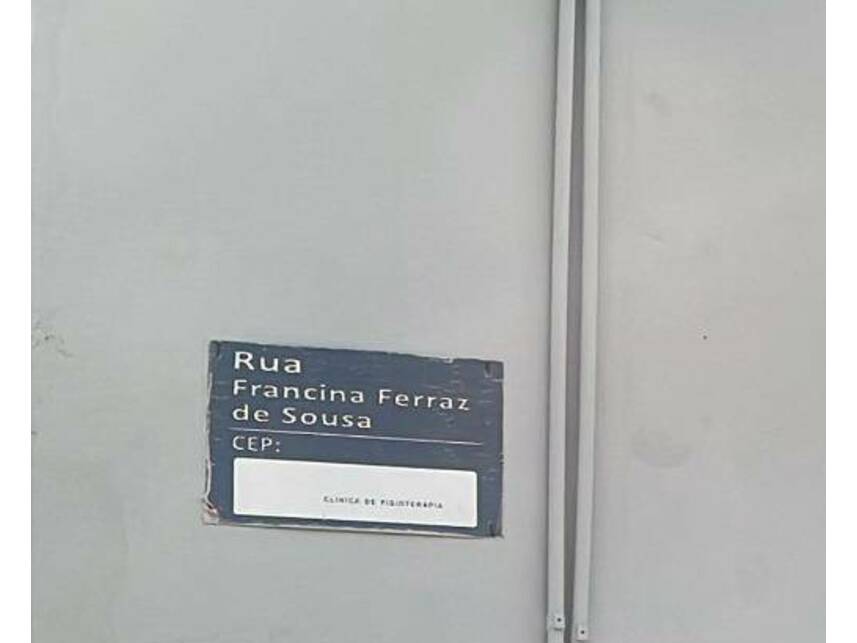 Rua
Francina Ferraz
de Sousa
CEP:
CLINICA DE FISIOTERAPIA